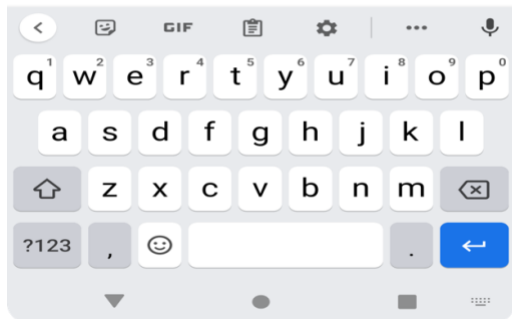 GIF
q1 w2 e3 r4 t5 y6 u7 i8 o9 p0
a s d f g h j k l
z x c v b n m
?123 , .